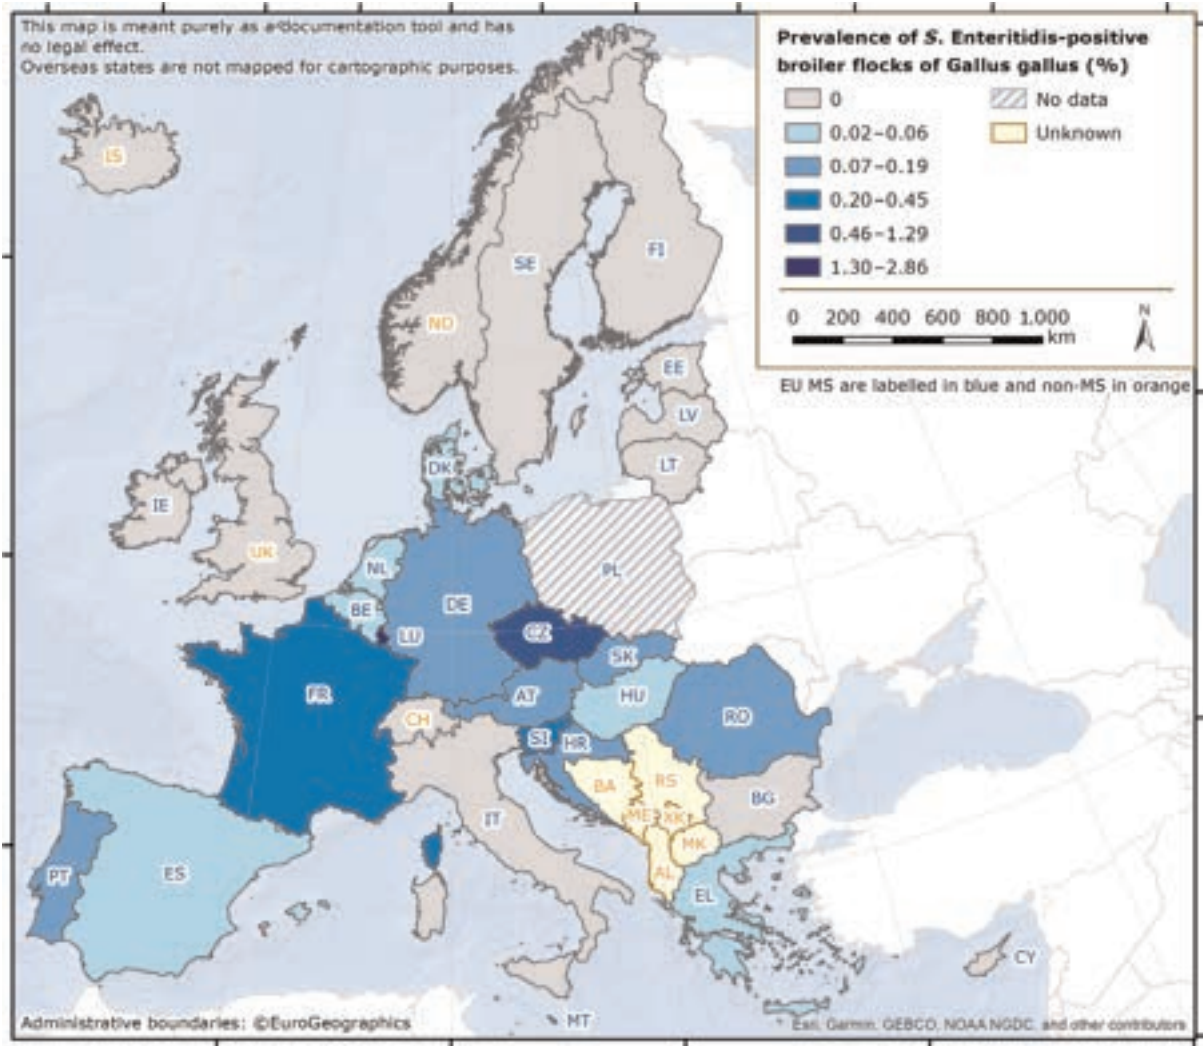 This map is meant purely as a documentation tool and has
no legal effect.
Overseas states are not mapped for cartographic purposes.
Prevalence of S. Enteritidis-positive
broiler flocks of Gallus gallus (%)
0
No data
0.02–0.06
Unknown
0.07–0.19
0.20–0.45
0.46–1.29
1.30–2.86
0 200 400 600 800 1.000
km
N
EU MS are labelled in blue and non-MS in orange
IS
SE
FI
NO
EE
LV
LT
DK
IE
UK
NL
PL
BE
DE
LU
CZ
SK
FR
AT
HU
CH
SI
HR
RO
BA
RS
IT
ME
XK
BG
MK
PT
ES
AL
EL
CY
MT
Administrative boundaries: ©EuroGeographics
Esri, Garmin, GEBCO, NOAA NGDC, and other contributors